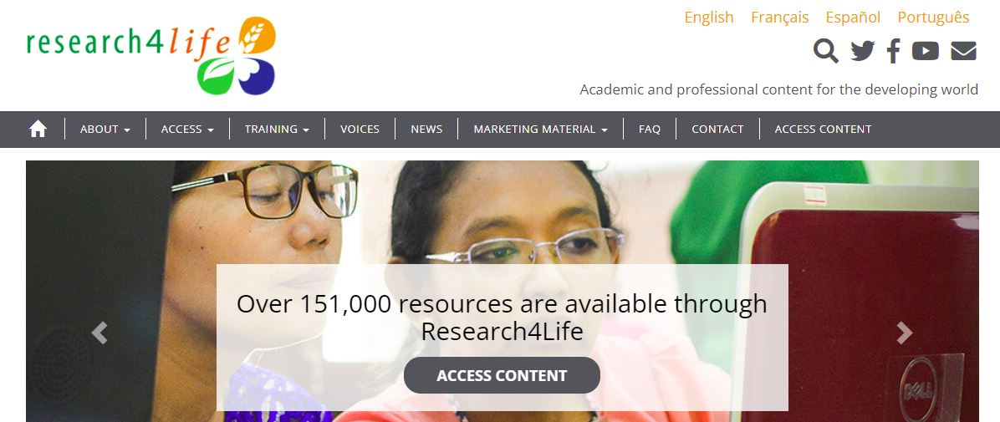 research4life
English Français Español Português
Academic and professional content for the developing world
ABOUT ACCESS TRAINING VOICES NEWS MARKETING MATERIAL FAQ CONTACT ACCESS CONTENT
Over 151,000 resources are available through
Research4Life
ACCESS CONTENT
DELL